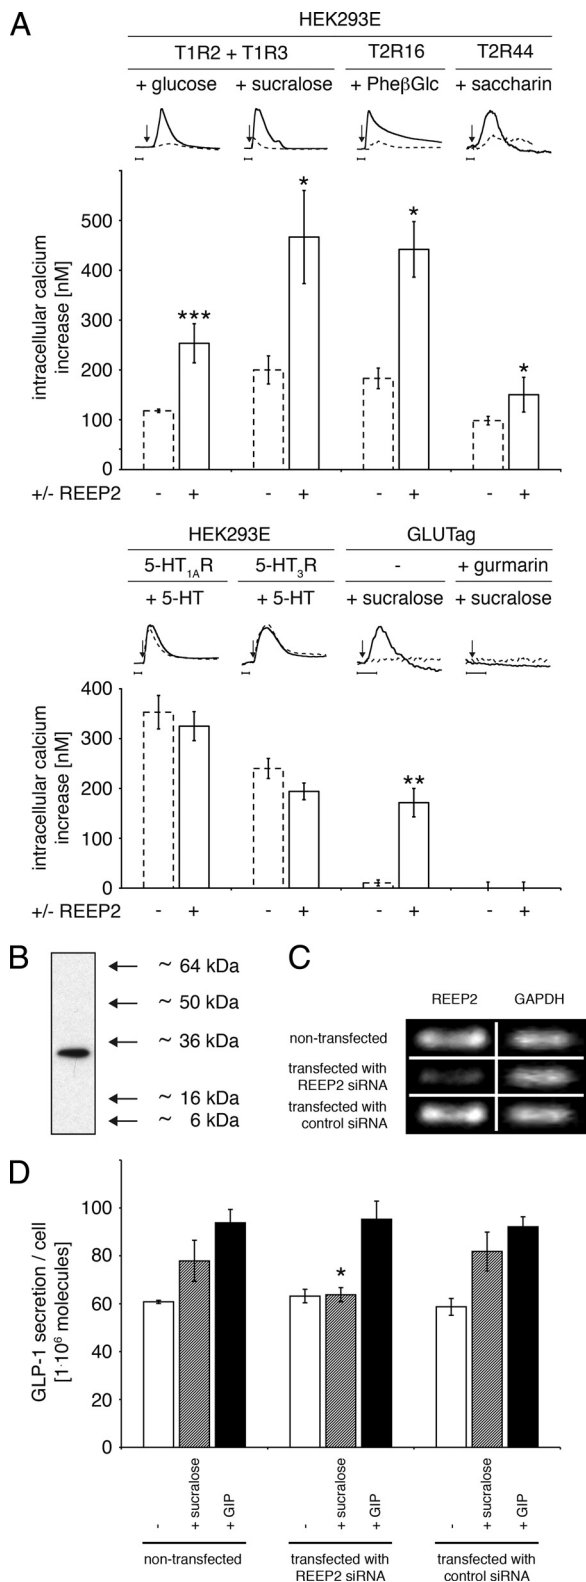 A
HEK293E
T1R2 + T1R3 T2R16 T2R44
+ glucose + sucralose + PheβGlc + saccharin
intracellular calcium
increase [nM]
500
400
300
200
100
0
*** * * *
+/- REEP2 - + - + - + - +
HEK293E GLUTag
5-HT1AR 5-HT3R - + gurmarin
+ 5-HT + 5-HT + sucralose + sucralose
intracellular calcium
increase [nM]
400
300
200
100
0
**
+/- REEP2 - + - + - + - +
B
~ 64 kDa
~ 50 kDa
~ 36 kDa
~ 16 kDa
~ 6 kDa
C
REEP2 GAPDH
non-transfected
transfected with
REEP2 siRNA
transfected with
control siRNA
D
GLP-1 secretion / cell
[1·10⁶ molecules]
100
80
60
40
20
0
*
- + sucralose + GIP - + sucralose + GIP - + sucralose + GIP
non-transfected
transfected with
REEP2 siRNA
transfected with
control siRNA